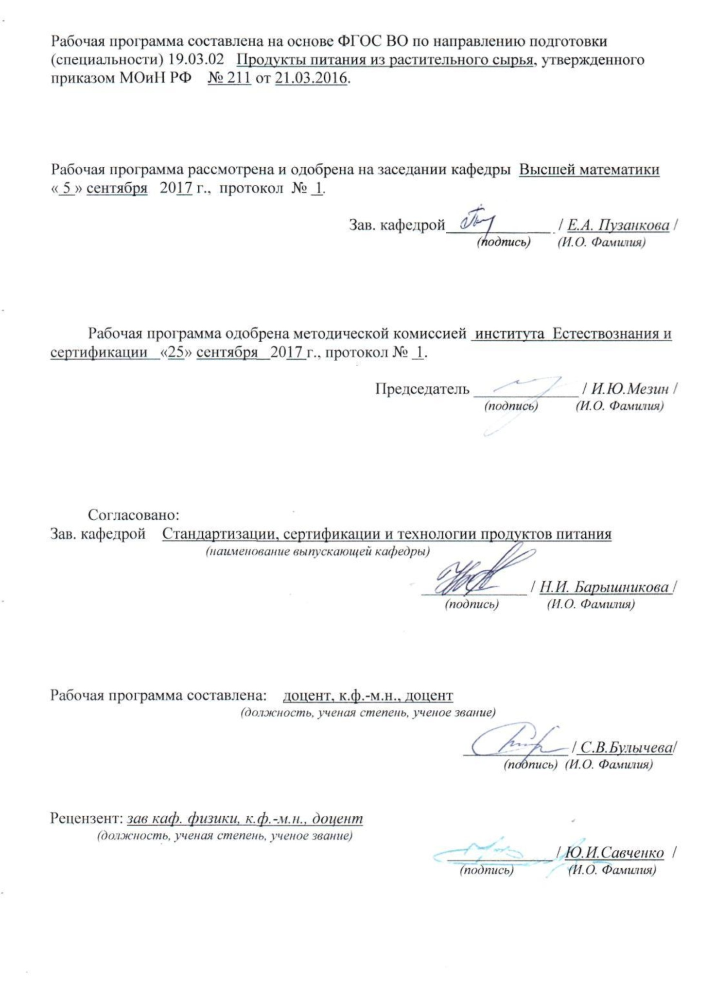 Рабочая программа составлена на основе ФГОС ВО по направлению подготовки
(специальности) 19.03.02 Продукты питания из растительного сырья, утвержденного
приказом МОиН РФ № 211 от 21.03.2016.
Рабочая программа рассмотрена и одобрена на заседании кафедры Высшей математики
« 5 » сентября 2017 г., протокол № 1.
Зав. кафедрой / Е.А. Пузанкова /
(подпись) (И.О. Фамилия)
Рабочая программа одобрена методической комиссией института Естествознания и
сертификации «25» сентября 2017 г., протокол № 1.
Председатель / И.Ю.Мезин /
(подпись) (И.О. Фамилия)
Согласовано:
Зав. кафедрой Стандартизации, сертификации и технологии продуктов питания
(наименование выпускающей кафедры)
/ Н.И. Барышникова /
(подпись) (И.О. Фамилия)
Рабочая программа составлена: доцент, к.ф.-м.н., доцент
(должность, ученая степень, ученое звание)
/ С.В.Булычева/
(подпись) (И.О. Фамилия)
Рецензент: зав каф. физики, к.ф.-м.н., доцент
(должность, ученая степень, ученое звание)
/ Ю.И.Савченко /
(подпись) (И.О. Фамилия)